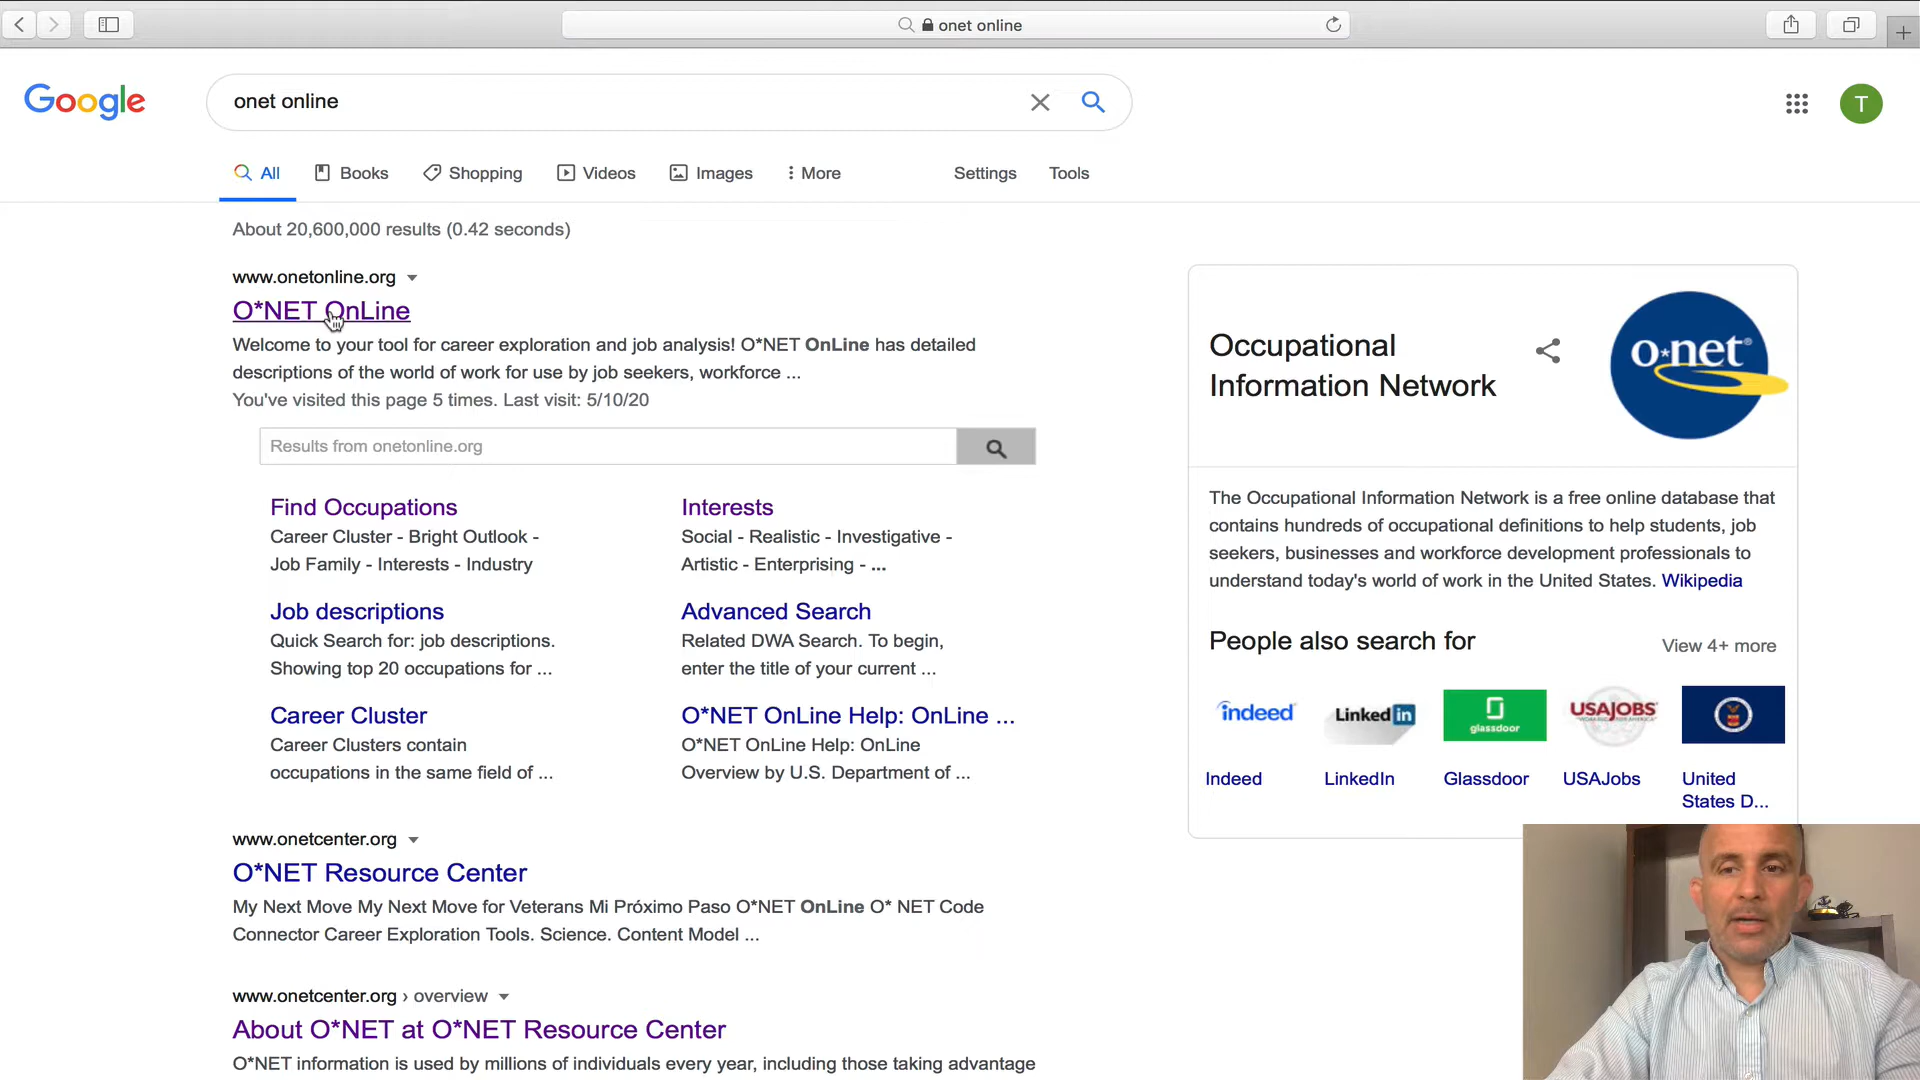 onet online
Google
onet online
T
All
Books
Shopping
Videos
Images
More
Settings
Tools
About 20,600,000 results (0.42 seconds)
www.onetonline.org
O*NET OnLine
Welcome to your tool for career exploration and job analysis! O*NET OnLine has detailed
descriptions of the world of work for use by job seekers, workforce ...
You've visited this page 5 times. Last visit: 5/10/20
Results from onetonline.org
Find Occupations
Career Cluster - Bright Outlook -
Job Family - Interests - Industry
Interests
Social - Realistic - Investigative -
Artistic - Enterprising - ...
Job descriptions
Quick Search for: job descriptions.
Showing top 20 occupations for ...
Advanced Search
Related DWA Search. To begin,
enter the title of your current ...
Career Cluster
Career Clusters contain
occupations in the same field of ...
O*NET OnLine Help: OnLine ...
O*NET OnLine Help: OnLine
Overview by U.S. Department of ...
www.onetcenter.org
O*NET Resource Center
My Next Move My Next Move for Veterans Mi Próximo Paso O*NET OnLine O* NET Code
Connector Career Exploration Tools. Science. Content Model ...
www.onetcenter.org › overview
About O*NET at O*NET Resource Center
O*NET information is used by millions of individuals every year, including those taking advantage
Occupational
Information Network
o*net®
The Occupational Information Network is a free online database that
contains hundreds of occupational definitions to help students, job
seekers, businesses and workforce development professionals to
understand today's world of work in the United States. Wikipedia
People also search for
View 4+ more
indeed
Linked in
glassdoor
USAJOBS
Indeed
LinkedIn
Glassdoor
USAJobs
United
States D...